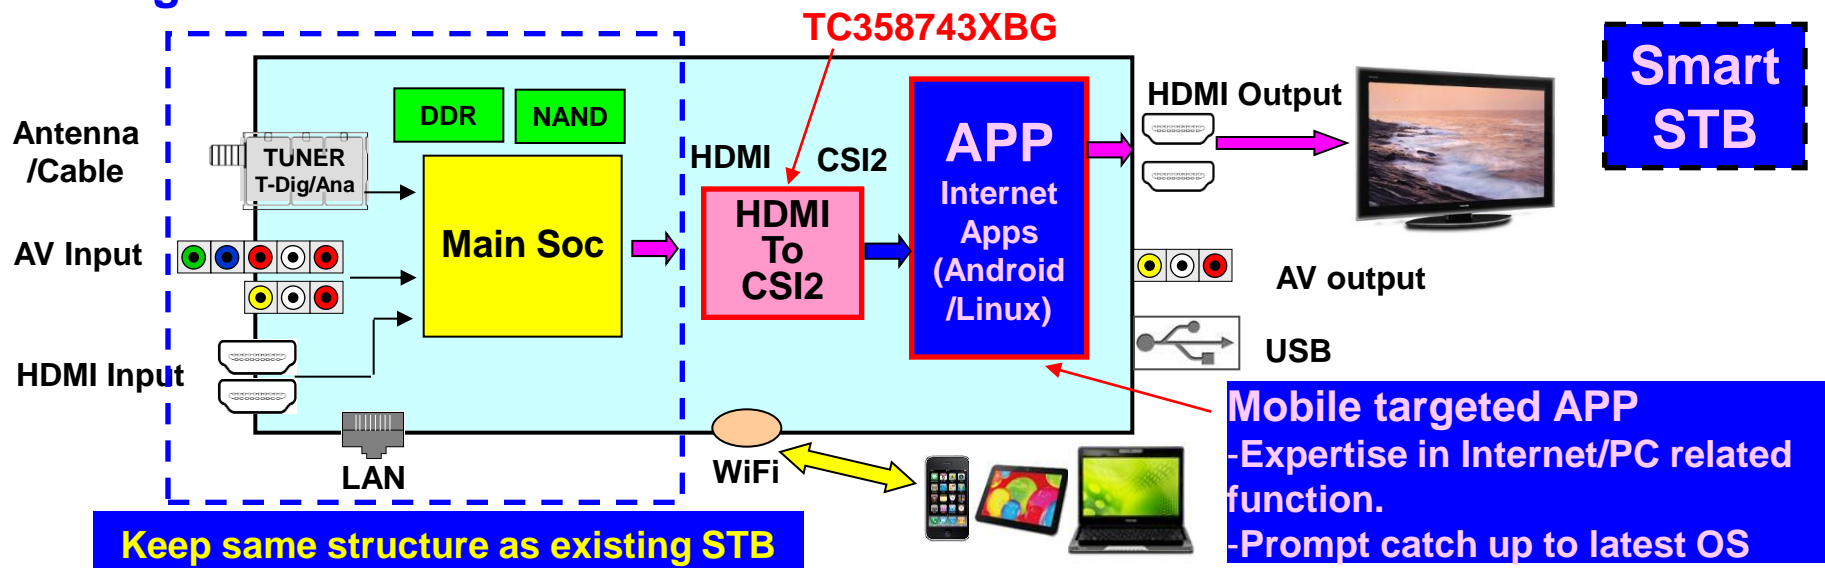 TC358743XBG
Smart
STB
Antenna
/Cable
DDR
NAND
TUNER
T-Dig/Ana
HDMI
CSI2
APP
Internet
Apps
(Android
/Linux)
HDMI Output
Main Soc
HDMI
To
CSI2
AV Input
AV output
HDMI Input
USB
LAN
WiFi
Mobile targeted APP
-Expertise in Internet/PC related
function.
-Prompt catch up to latest OS
Keep same structure as existing STB